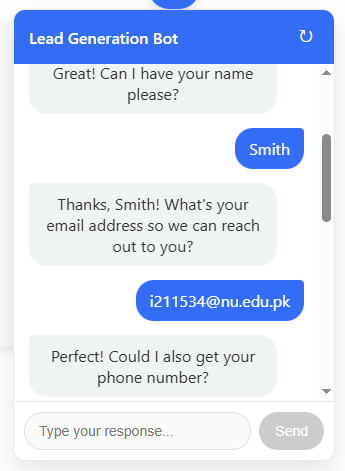 Lead Generation Bot
Great! Can I have your name
please?
Smith
Thanks, Smith! What's your
email address so we can reach
out to you?
i211534@nu.edu.pk
Perfect! Could I also get your
phone number?
Type your response...
Send